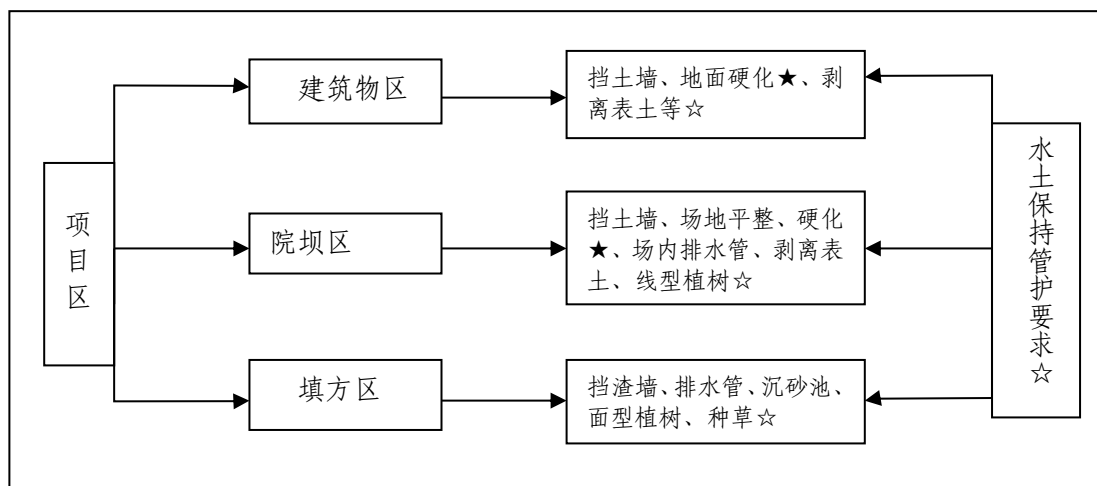 项目区
建筑物区
挡土墙、地面硬化★、剥
离表土等☆
院坝区
挡土墙、场地平整、硬化
★、场内排水管、剥离表
土、线型植树☆
填方区
挡渣墙、排水管、沉砂池、
面型植树、种草☆
水土保持管护要求☆